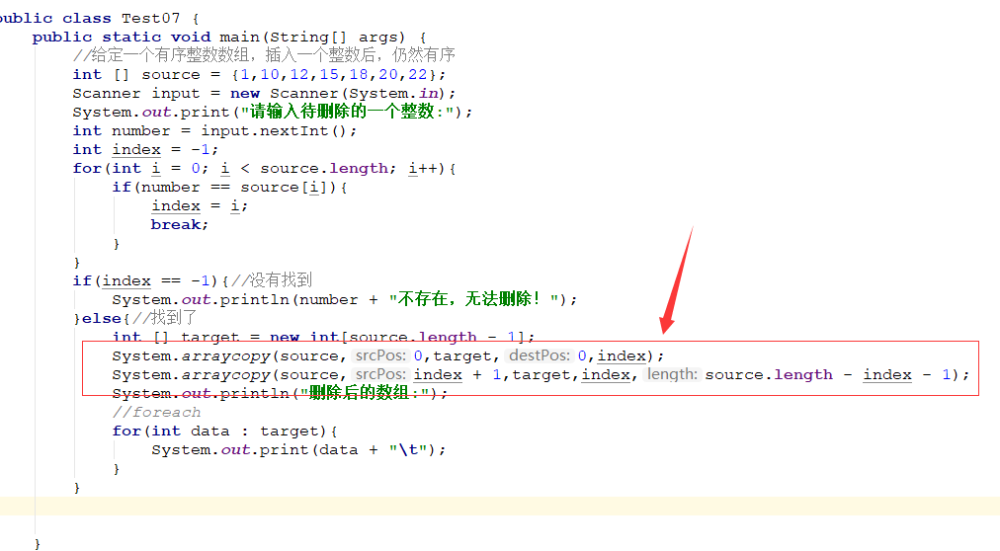 public class Test07 {
public static void main(String[] args) {
//给定一个有序整数数组，插入一个整数后，仍然有序
int [] source = {1,10,12,15,18,20,22};
Scanner input = new Scanner(System.in);
System.out.print("请输入待删除的一个整数:");
int number = input.nextInt();
int index = -1;
for(int i = 0; i < source.length; i++){
if(number == source[i]){
index = i;
break;
}
}
if(index == -1){//没有找到
System.out.println(number + "不存在，无法删除！");
}else{//找到了
int [] target = new int[source.length - 1];
System.arraycopy(source, srcPos: 0,target, destPos: 0,index);
System.arraycopy(source, srcPos: index + 1,target,index, length: source.length - index - 1);
System.out.println("删除后的数组:");
//foreach
for(int data : target){
System.out.print(data + "\t");
}
}
}